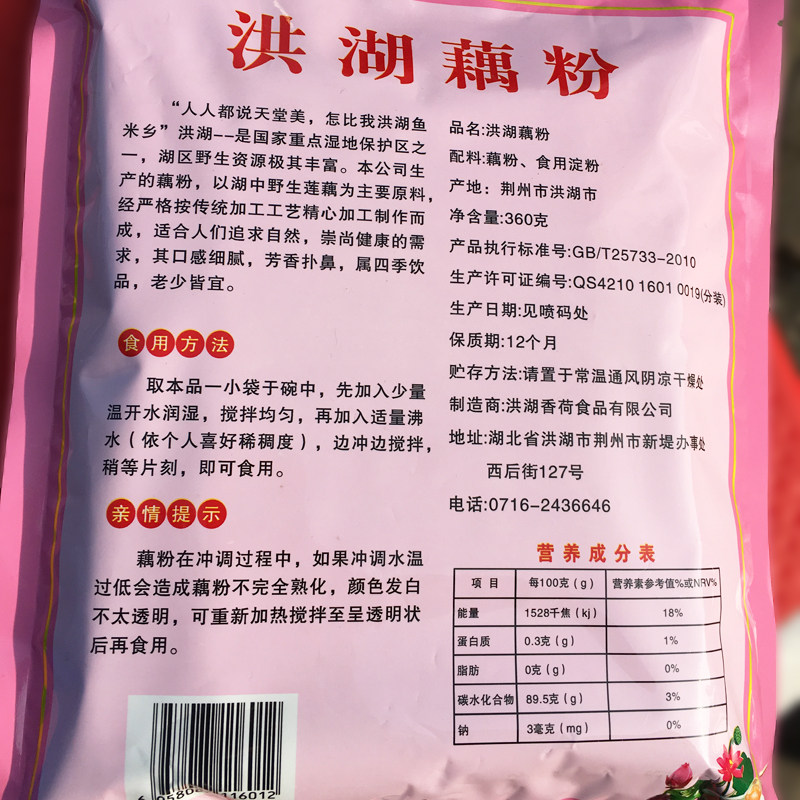 洪湖藕粉
“人人都说天堂美，怎比我洪湖鱼
米乡”洪湖--是国家重点湿地保护区之
一，湖区野生资源极其丰富。本公司生
产的藕粉，以湖中野生莲藕为主要原料，
经严格按传统加工工艺精心加工制作而
成，适合人们追求自然，崇尚健康的需
求，其口感细腻，芳香扑鼻，属四季饮
品，老少皆宜。
食用方法
取本品一小袋于碗中，先加入少量
温开水润湿，搅拌均匀，再加入适量沸
水（依个人喜好稀稠度），边冲边搅拌，
稍等片刻，即可食用。
亲情提示
藕粉在冲调过程中，如果冲调水温
过低会造成藕粉不完全熟化，颜色发白
不太透明，可重新加热搅拌至呈透明状
后再食用。
品名:洪湖藕粉
配料:藕粉、食用淀粉
产地：荆州市洪湖市
净含量:360克
产品执行标准号:GB/T25733-2010
生产许可证编号:QS4210 1601 0019(分装)
生产日期:见喷码处
保质期:12个月
贮存方法:请置于常温通风阴凉干燥处
制造商:洪湖香荷食品有限公司
地址:湖北省洪湖市荆州市新堤办事处
西后街127号
电话:0716-2436646
营养成分表
项 目 每100克（g） 营养素参考值%或NRV%
能量 1528千焦（kj） 18%
蛋白质 0.3克（g） 1%
脂肪 0克（g） 0%
碳水化合物 89.5克（g） 3%
钠 3毫克（mg） 0%